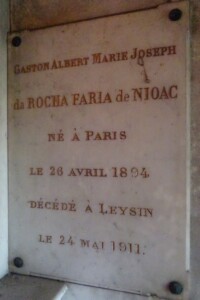 GASTON ALBERT MARIE JOSEPH
da ROCHA FARIA de NIOAC
NÉ À PARIS
LE 26 AVRIL 1894
DÉCÉDÉ À LEYSIN
LE 24 MAI 1911.